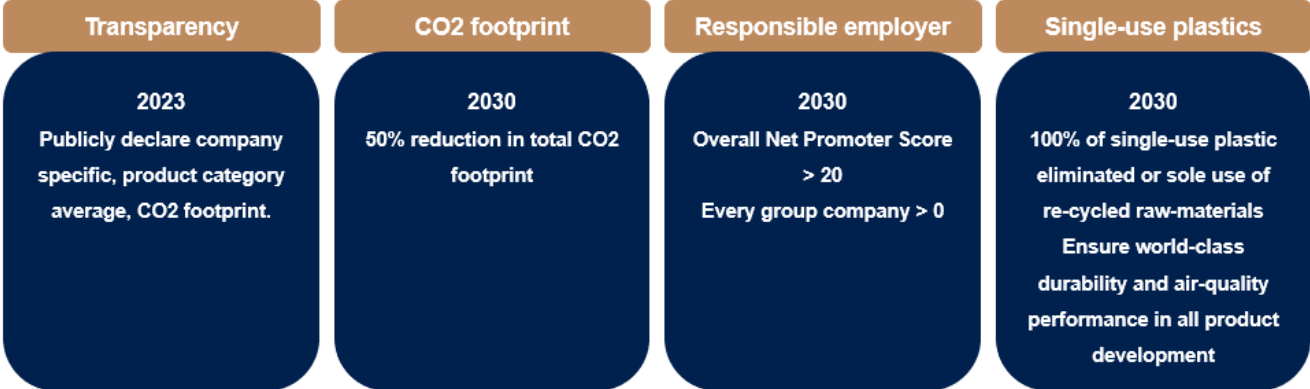 Transparency
2023
Publicly declare company
specific, product category
average, CO2 footprint.
CO2 footprint
2030
50% reduction in total CO2
footprint
Responsible employer
2030
Overall Net Promoter Score
> 20
Every group company > 0
Single-use plastics
2030
100% of single-use plastic
eliminated or sole use of
re-cycled raw-materials
Ensure world-class
durability and air-quality
performance in all product
development